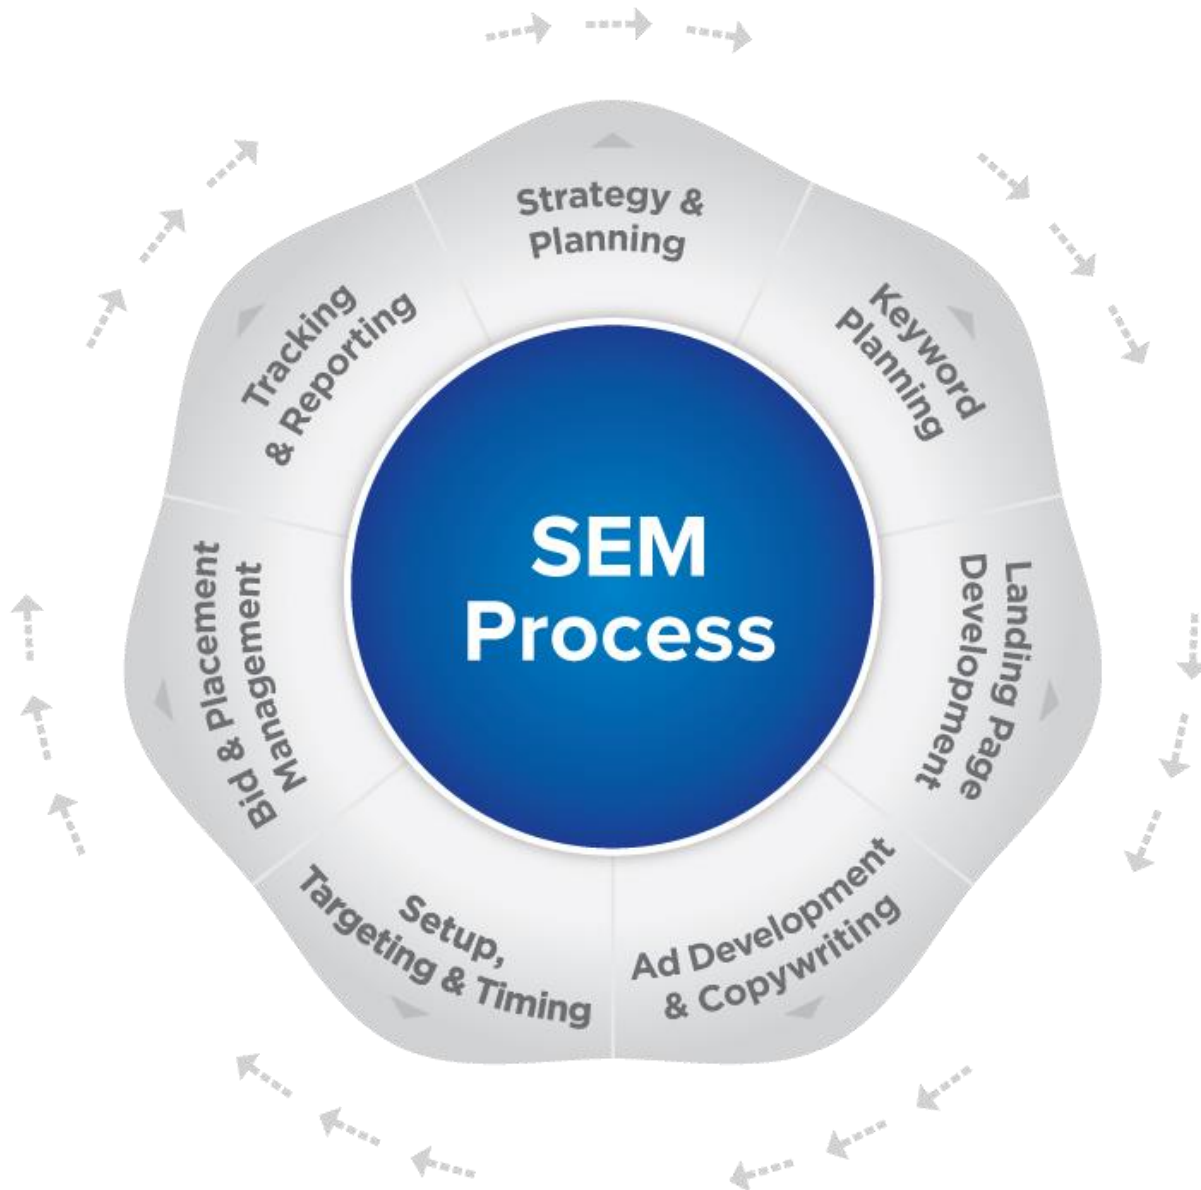 Strategy &
Planning
Keyword
Planning
Landing Page
Development
Ad Development
& Copywriting
Setup,
Targeting & Timing
Bid & Placement
Management
Tracking
& Reporting
SEM
Process